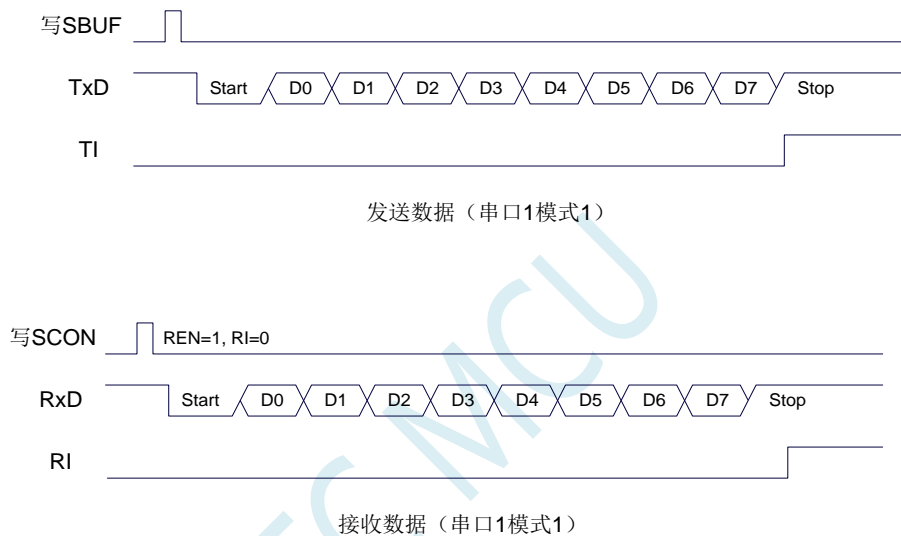 写SBUF
TxD Start D0 D1 D2 D3 D4 D5 D6 D7 Stop
TI
发送数据（串口1模式1）
写SCON REN=1, RI=0
RxD Start D0 D1 D2 D3 D4 D5 D6 D7 Stop
RI
接收数据（串口1模式1）
MCU